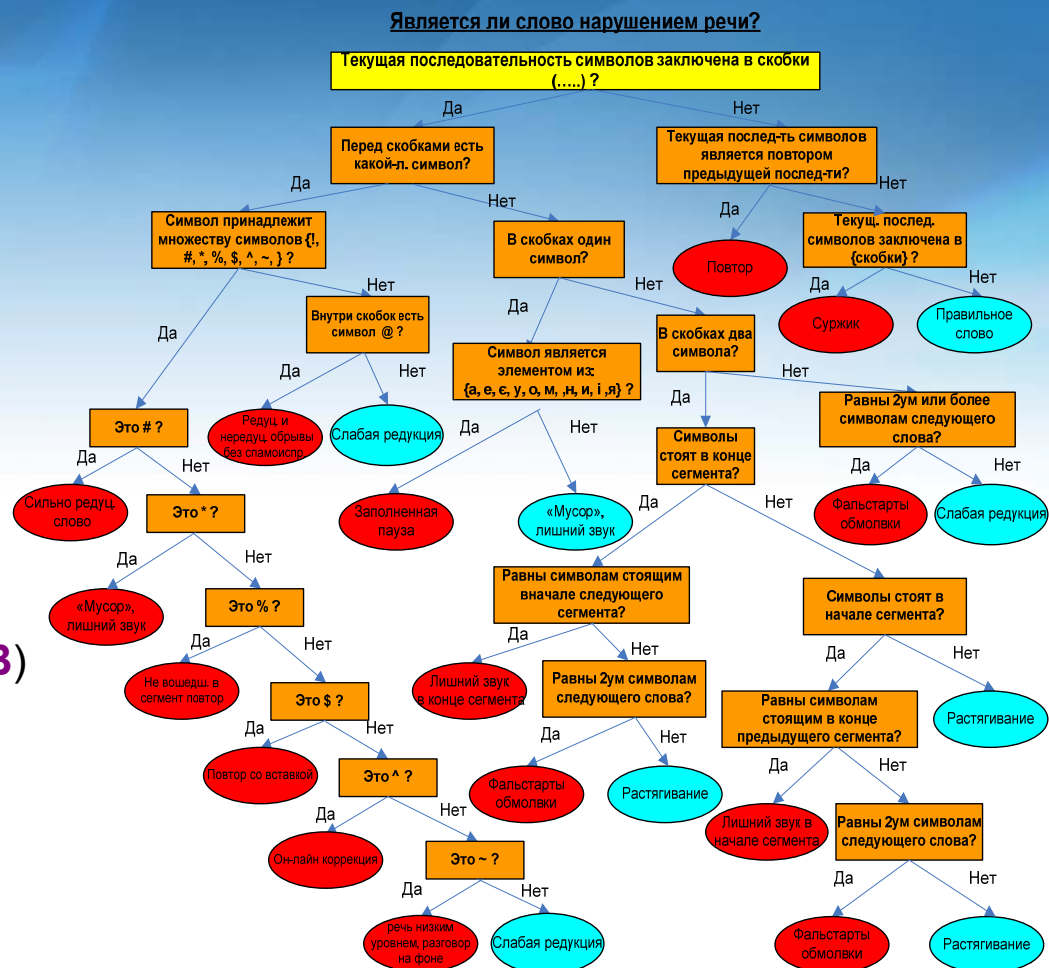 Является ли слово нарушением речи?
Текущая последовательность символов заключена в скобки
(…..) ?
Да
Нет
Перед скобками есть
какой-л. символ?
Текущая послед-ть символов
является повтором
предыдущей послед-ти?
Да
Нет
Да
Нет
Символ принадлежит
множеству символов {!,
#, *, %, $, ^, ~, } ?
В скобках один
символ?
Повтор
Текущ. послед.
символов заключена в
{скобки} ?
Да
Нет
Суржик
Правильное
слово
Да
Нет
Внутри скобок есть
символ @ ?
Да
Нет
Символ является
элементом из:
{а, е, є, у, о, м, ,н, и, і ,я} ?
В скобках два
символа?
Да
Нет
Редуц. и
нередуц. обрывы
без спамоиспр.
Слабая редукция
Да
Нет
Да
Нет
Это # ?
Символы
стоят в конце
сегмента?
Равны 2ум или более
символам следующего
слова?
Да
Нет
Сильно редуц.
слово
Заполненная
пауза
«Мусор»,
лишний звук
Да
Нет
Да
Нет
Фальстарты
обмолвки
Слабая редукция
Это * ?
Да
Нет
«Мусор»,
лишний звук
Равны символам стоящим
вначале следующего
сегмента?
Символы стоят в
начале сегмента?
Это % ?
Да
Нет
Да
Нет
Да
Нет
3)
Не вошедш. в
сегмент повтор
Лишний звук
в конце сегмента
Равны 2ум символам
следующего слова?
Равны символам
стоящим в конце
предыдущего сегмента?
Растягивание
Это $ ?
Да
Нет
Да
Нет
Да
Нет
Повтор со вставкой
Это ^ ?
Фальстарты
обмолвки
Растягивание
Да
Нет
Лишний звук в
начале сегмента
Равны 2ум символам
следующего слова?
Он-лайн коррекция
Это ~ ?
Да
Нет
Да
Нет
речь низким
уровнем, разговор
на фоне
Слабая редукция
Фальстарты
обмолвки
Растягивание